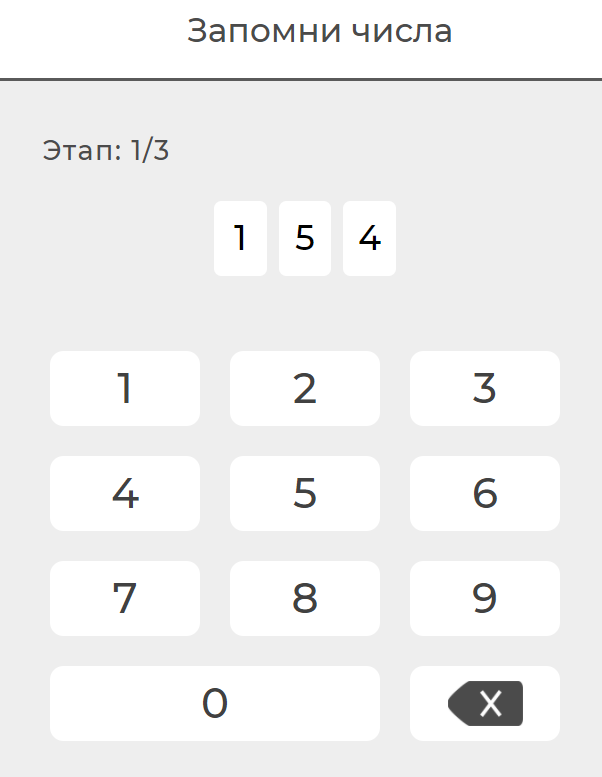 Запомни числа
Этап: 1/3
1 5 4
1 2 3
4 5 6
7 8 9
0 X